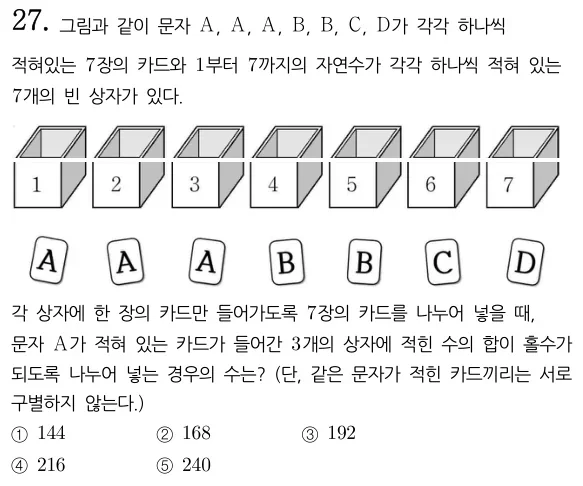 27. 그림과 같이 문자 A, A, A, B, B, C, D가 각각 하나씩
적혀있는 7장의 카드와 1부터 7까지의 자연수가 각각 하나씩 적혀 있는
7개의 빈 상자가 있다.
1 2 3 4 5 6 7
A A A B B C D
각 상자에 한 장의 카드만 들어가도록 7장의 카드를 나누어 넣을 때,
문자 A가 적혀 있는 카드가 들어간 3개의 상자에 적힌 수의 합이 홀수가
되도록 나누어 넣는 경우의 수는? (단, 같은 문자가 적힌 카드끼리는 서로
구별하지 않는다.)
① 144 ② 168 ③ 192
④ 216 ⑤ 240